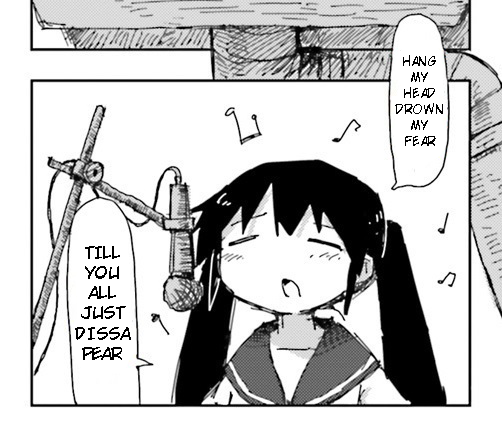 HANG
MY
HEAD
DROWN
MY
FEAR
TILL
YOU
ALL
JUST
DISSA
PEAR